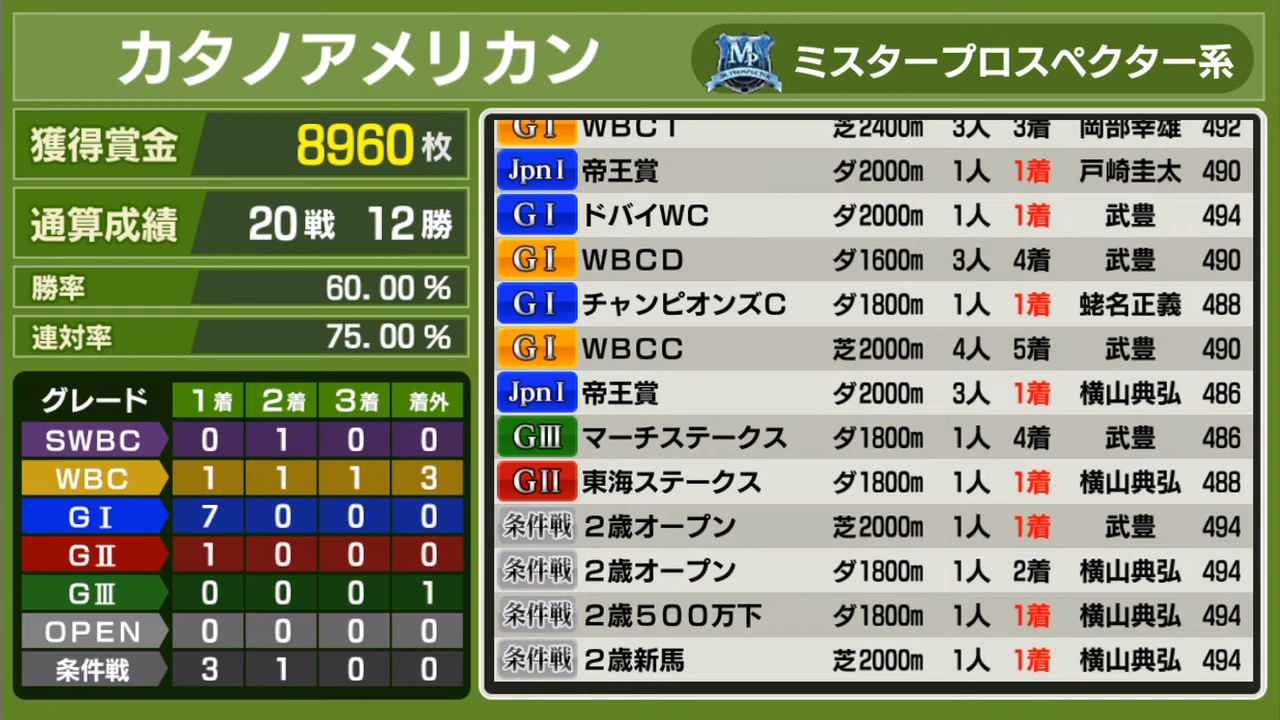 カタノアメリカン
MP
ミスタープロスペクター系
獲得賞金 8960枚
通算成績 20戦 12勝
勝率 60.00%
連対率 75.00%
グレード 1着 2着 3着 着外
SWBC 0 1 0 0
WBC 1 1 1 3
GⅠ 7 0 0 0
GⅡ 1 0 0 0
GⅢ 0 0 0 1
OPEN 0 0 0 0
条件戦 3 1 0 0
GⅠ WBCT 芝2400m 3人 3着 岡部幸雄 492
JpnⅠ 帝王賞 ダ2000m 1人 1着 戸崎圭太 490
GⅠ ドバイWC ダ2000m 1人 1着 武豊 494
GⅠ WBCD ダ1600m 3人 4着 武豊 490
GⅠ チャンピオンズC ダ1800m 1人 1着 蛯名正義 488
GⅠ WBCC 芝2000m 4人 5着 武豊 490
JpnⅠ 帝王賞 ダ2000m 3人 1着 横山典弘 486
GⅢ マーチステークス ダ1800m 1人 4着 武豊 486
GⅡ 東海ステークス ダ1800m 1人 1着 横山典弘 488
条件戦 2歳オープン 芝2000m 1人 1着 武豊 494
条件戦 2歳オープン ダ1800m 1人 2着 横山典弘 494
条件戦 2歳500万下 ダ1800m 1人 1着 横山典弘 494
条件戦 2歳新馬 芝2000m 1人 1着 横山典弘 494